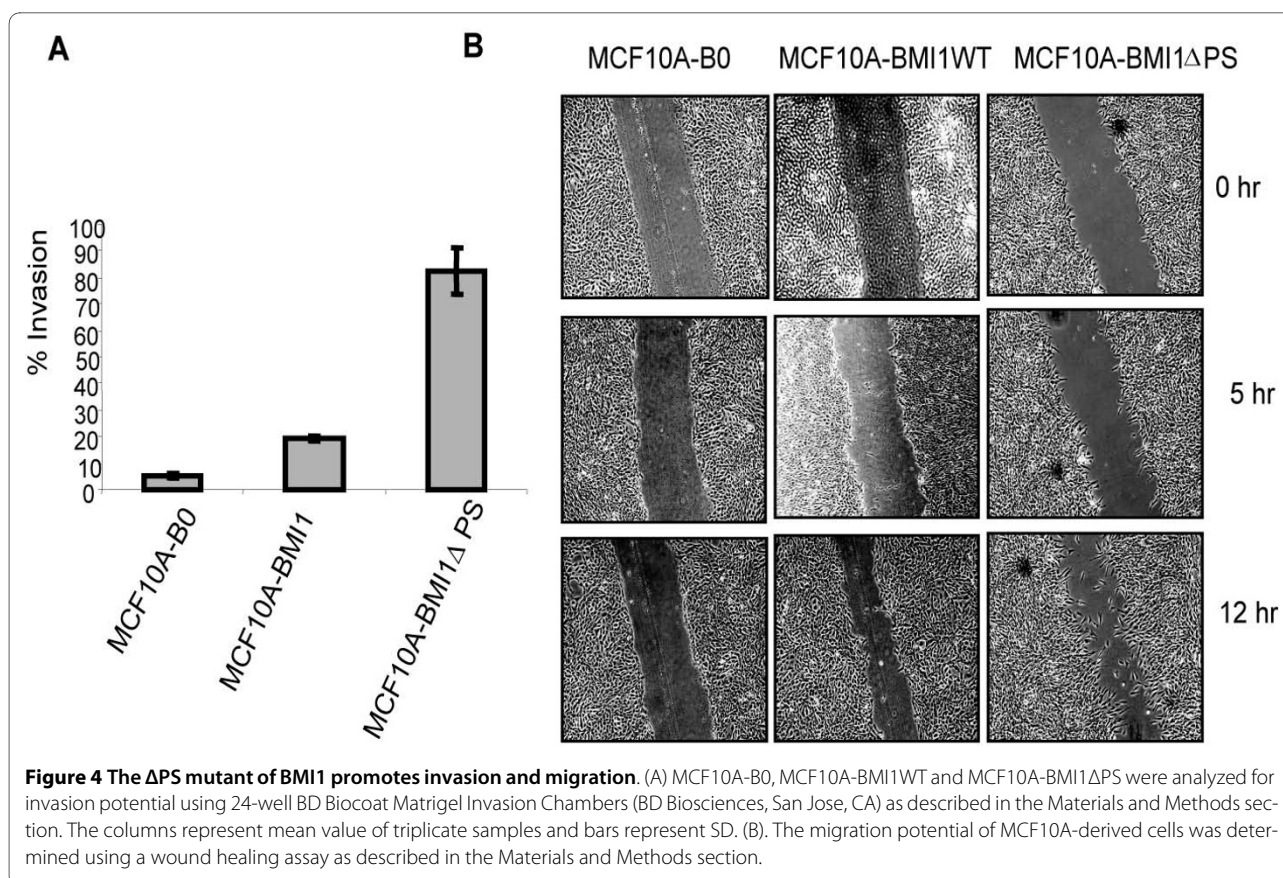 A
B
MCF10A-B0
MCF10A-BMI1WT
MCF10A-BMI1Δ PS
0 hr
5 hr
12 hr
% Invasion
100
90
80
70
60
50
40
30
20
10
0
MCF10A-B0
MCF10A-BMI1
MCF10A-BMI1Δ PS
Figure 4 The ΔPS mutant of BMI1 promotes invasion and migration. (A) MCF10A-B0, MCF10A-BMI1WT and MCF10A-BMI1ΔPS were analyzed for
invasion potential using 24-well BD Biocoat Matrigel Invasion Chambers (BD Biosciences, San Jose, CA) as described in the Materials and Methods sec-
tion. The columns represent mean value of triplicate samples and bars represent SD. (B). The migration potential of MCF10A-derived cells was deter-
mined using a wound healing assay as described in the Materials and Methods section.